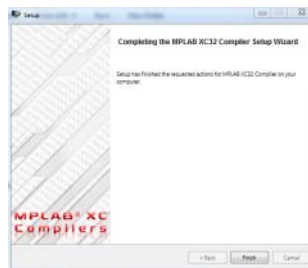 Setup
Completing the MPLAB XC32 Compiler Setup Wizard
Setup has finished the requested actions for MPLAB XC32 Compiler on your
computer.
MPLAB® XC
Compilers
< Back
Finish
Cancel